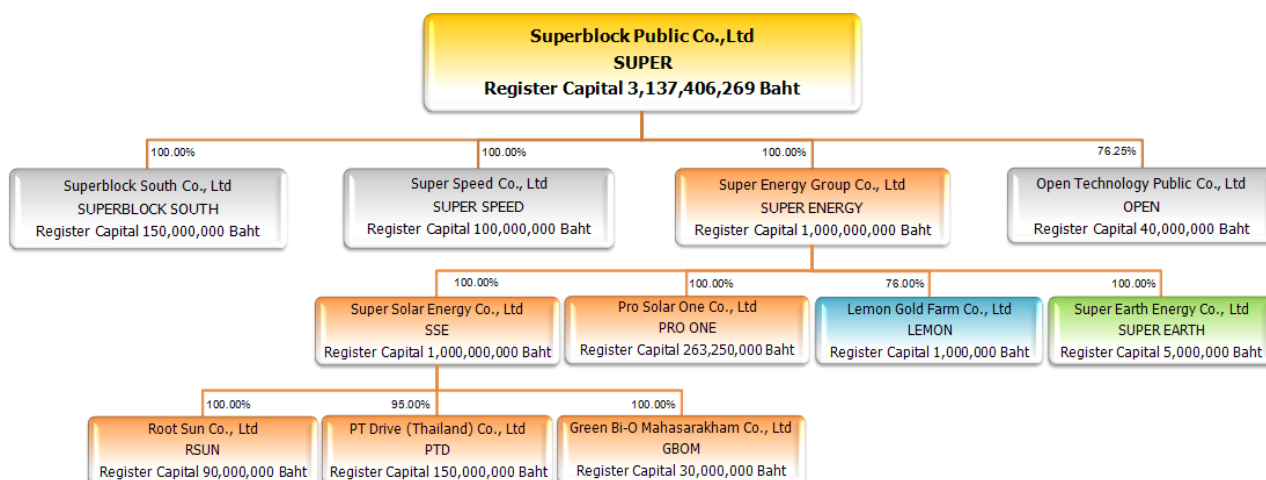 Superblock Public Co.,Ltd
SUPER
Register Capital 3,137,406,269 Baht
100.00%
100.00%
100.00%
76.25%
Superblock South Co., Ltd
SUPERBLOCK SOUTH
Register Capital 150,000,000 Baht
Super Speed Co., Ltd
SUPER SPEED
Register Capital 100,000,000 Baht
Super Energy Group Co., Ltd
SUPER ENERGY
Register Capital 1,000,000,000 Baht
Open Technology Public Co., Ltd
OPEN
Register Capital 40,000,000 Baht
100.00%
100.00%
76.00%
100.00%
Super Solar Energy Co., Ltd
SSE
Register Capital 1,000,000,000 Baht
Pro Solar One Co., Ltd
PRO ONE
Register Capital 263,250,000 Baht
Lemon Gold Farm Co., Ltd
LEMON
Register Capital 1,000,000 Baht
Super Earth Energy Co., Ltd
SUPER EARTH
Register Capital 5,000,000 Baht
100.00%
95.00%
100.00%
Root Sun Co., Ltd
RSUN
Register Capital 90,000,000 Baht
PT Drive (Thailand) Co., Ltd
PTD
Register Capital 150,000,000 Baht
Green Bi-O Mahasarakham Co., Ltd
GBOM
Register Capital 30,000,000 Baht